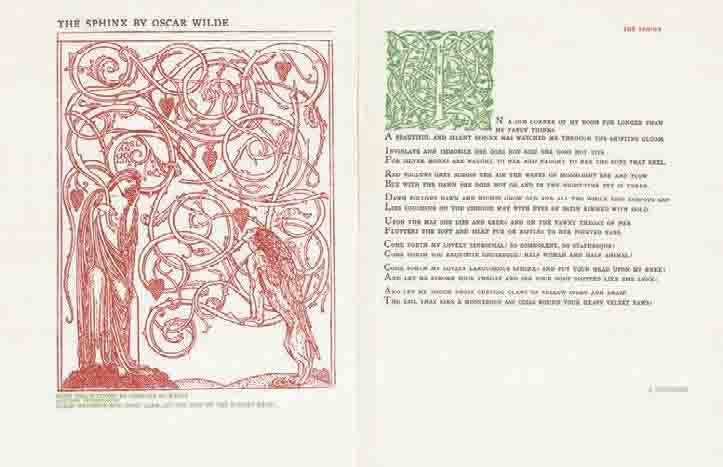 THE SPHINX BY OSCAR WILDE
THE SPHINX
IN A DIM CORNER OF MY ROOM FOR LONGER THAN
MY FANCY THINKS
A BEAUTIFUL AND SILENT SPHINX HAS WATCHED ME THROUGH THE SHIFTING GLOOM.
INVIOLATE AND IMMOBILE SHE DOES NOT RISE SHE DOES NOT STIR
FOR SILVER MOONS ARE NAUGHT TO HER AND NAUGHT TO HER THE SUNS THAT REEL.
RED FOLLOWS GREY ACROSS THE AIR THE WAVES OF MOONLIGHT EBB AND FLOW
BUT WITH THE DAWN SHE DOES NOT GO AND IN THE NIGHT-TIME SHE IS THERE.
DAWN FOLLOWS DAWN AND NIGHTS GROW OLD AND ALL THE WHILE THIS CURIOUS CAT
LIES COUCHING ON THE CHINESE MAT WITH EYES OF SATIN RIMMED WITH GOLD.
UPON THE MAT SHE LIES AND LEERS AND ON THE TAWNY THROAT OF HER
FLUTTERS THE SOFT AND SILKY FUR OR RIPPLES TO HER POINTED EARS.
COME FORTH MY LOVELY SENESCHAL! SO SOMNOLENT, SO STATUESQUE!
COME FORTH YOU EXQUISITE GROTESQUE! HALF WOMAN AND HALF ANIMAL!
COME FORTH MY LOVELY LANGUOROUS SPHINX! AND PUT YOUR HEAD UPON MY KNEE!
AND LET ME STROKE YOUR THROAT AND SEE YOUR BODY SPOTTED LIKE THE LYNX!
AND LET ME TOUCH THOSE CURVING CLAWS OF YELLOW IVORY AND GRASP
THE TAIL THAT LIKE A MONSTROUS ASP COILS ROUND YOUR HEAVY VELVET PAWS!